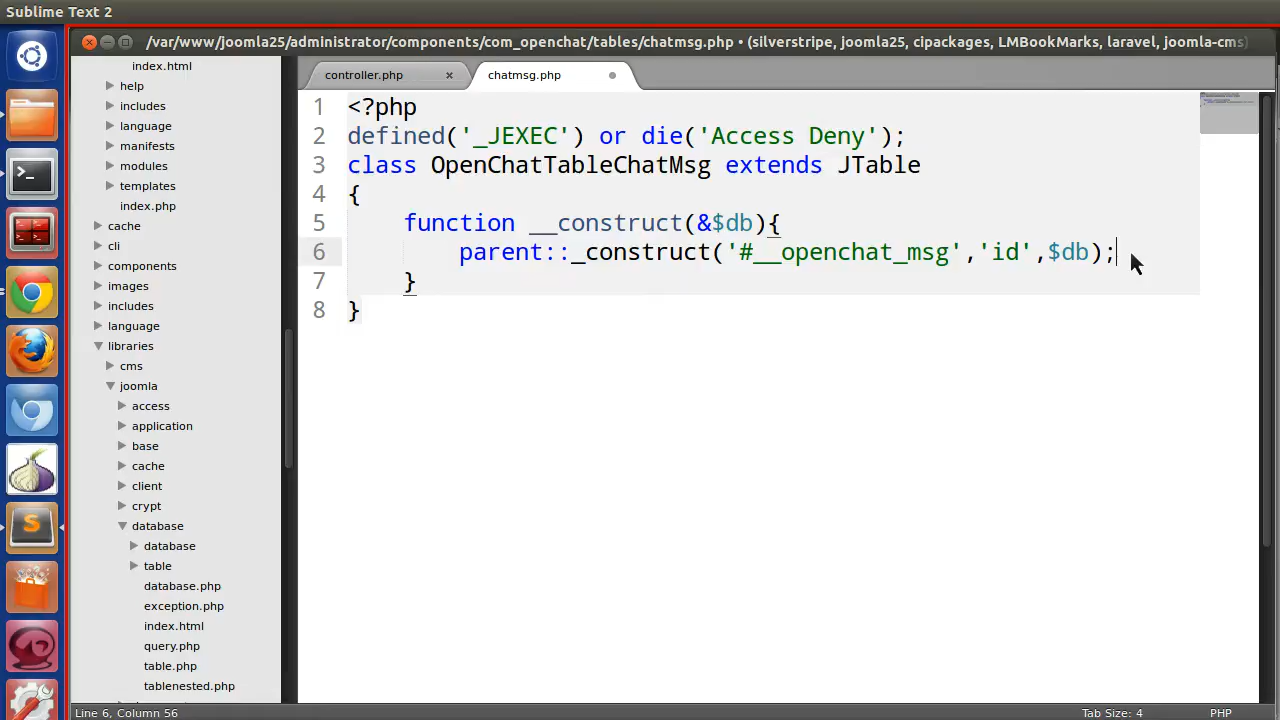 Sublime Text 2
/var/www/joomla25/administrator/components/com_openchat/tables/chatmsg.php • (silverstripe, joomla25, cipackages, LMBookMarks, laravel, joomla-cms)
index.html
help
includes
language
manifests
modules
templates
index.php
cache
cli
components
images
includes
language
libraries
cms
joomla
access
application
base
cache
client
crypt
database
database
table
database.php
exception.php
index.html
query.php
table.php
tablenested.php
controller.php ×
chatmsg.php
1 <?php
2 defined('_JEXEC') or die('Access Deny');
3 class OpenChatTableChatMsg extends JTable
4 {
5 function __construct(&$db){
6 parent::_construct('#__openchat_msg','id',$db);
7 }
8 }
Line 6, Column 56
Tab Size: 4
PHP